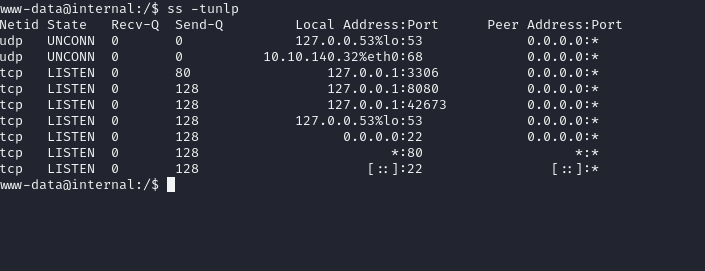 www-data@internal:/$ ss -tunlp
Netid State   Recv-Q  Send-Q         Local Address:Port     Peer Address:Port
udp   UNCONN  0       0              127.0.0.53%lo:53            0.0.0.0:*
udp   UNCONN  0       0          10.10.140.32%eth0:68            0.0.0.0:*
tcp   LISTEN  0       80                 127.0.0.1:3306          0.0.0.0:*
tcp   LISTEN  0       128                127.0.0.1:8080          0.0.0.0:*
tcp   LISTEN  0       128                127.0.0.1:42673         0.0.0.0:*
tcp   LISTEN  0       128            127.0.0.53%lo:53            0.0.0.0:*
tcp   LISTEN  0       128                  0.0.0.0:22            0.0.0.0:*
tcp   LISTEN  0       128                        *:80                  *:*
tcp   LISTEN  0       128                     [::]:22               [::]:*
www-data@internal:/$